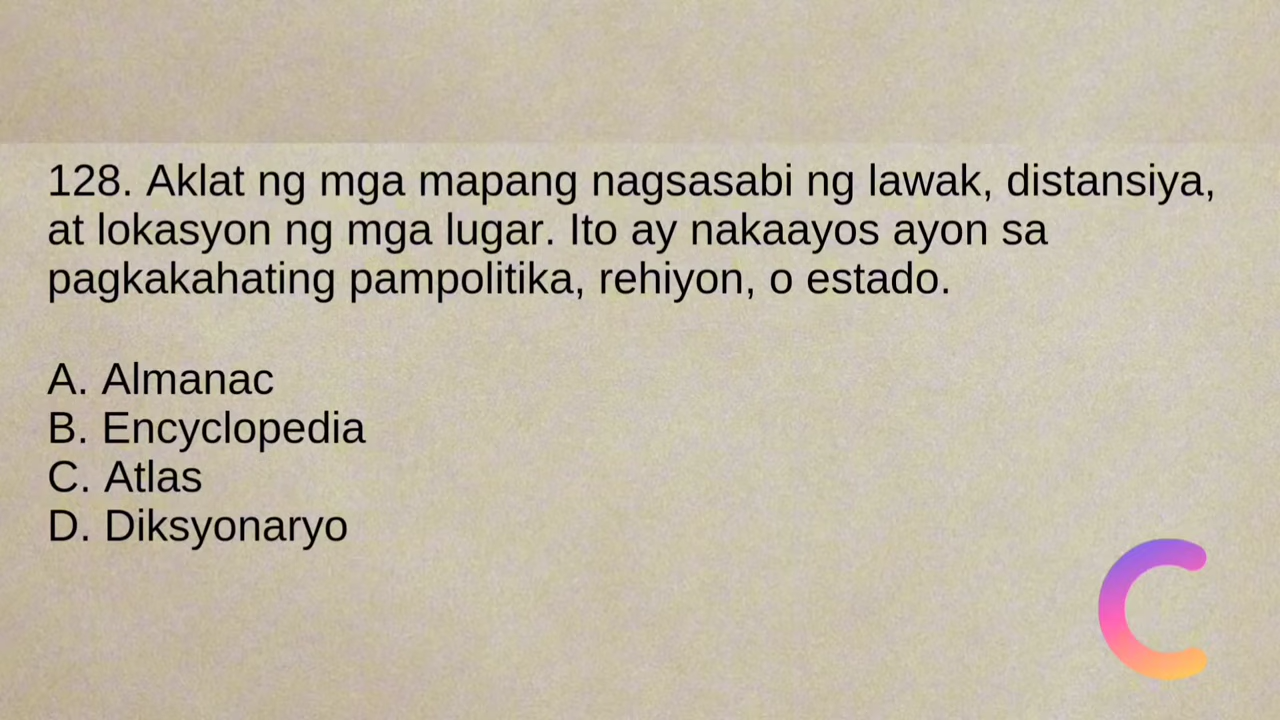 128. Aklat ng mga mapang nagsasabi ng lawak, distansiya,
at lokasyon ng mga lugar. Ito ay nakaayos ayon sa
pagkakahating pampolitika, rehiyon, o estado.
A. Almanac
B. Encyclopedia
C. Atlas
D. Diksyonaryo
C